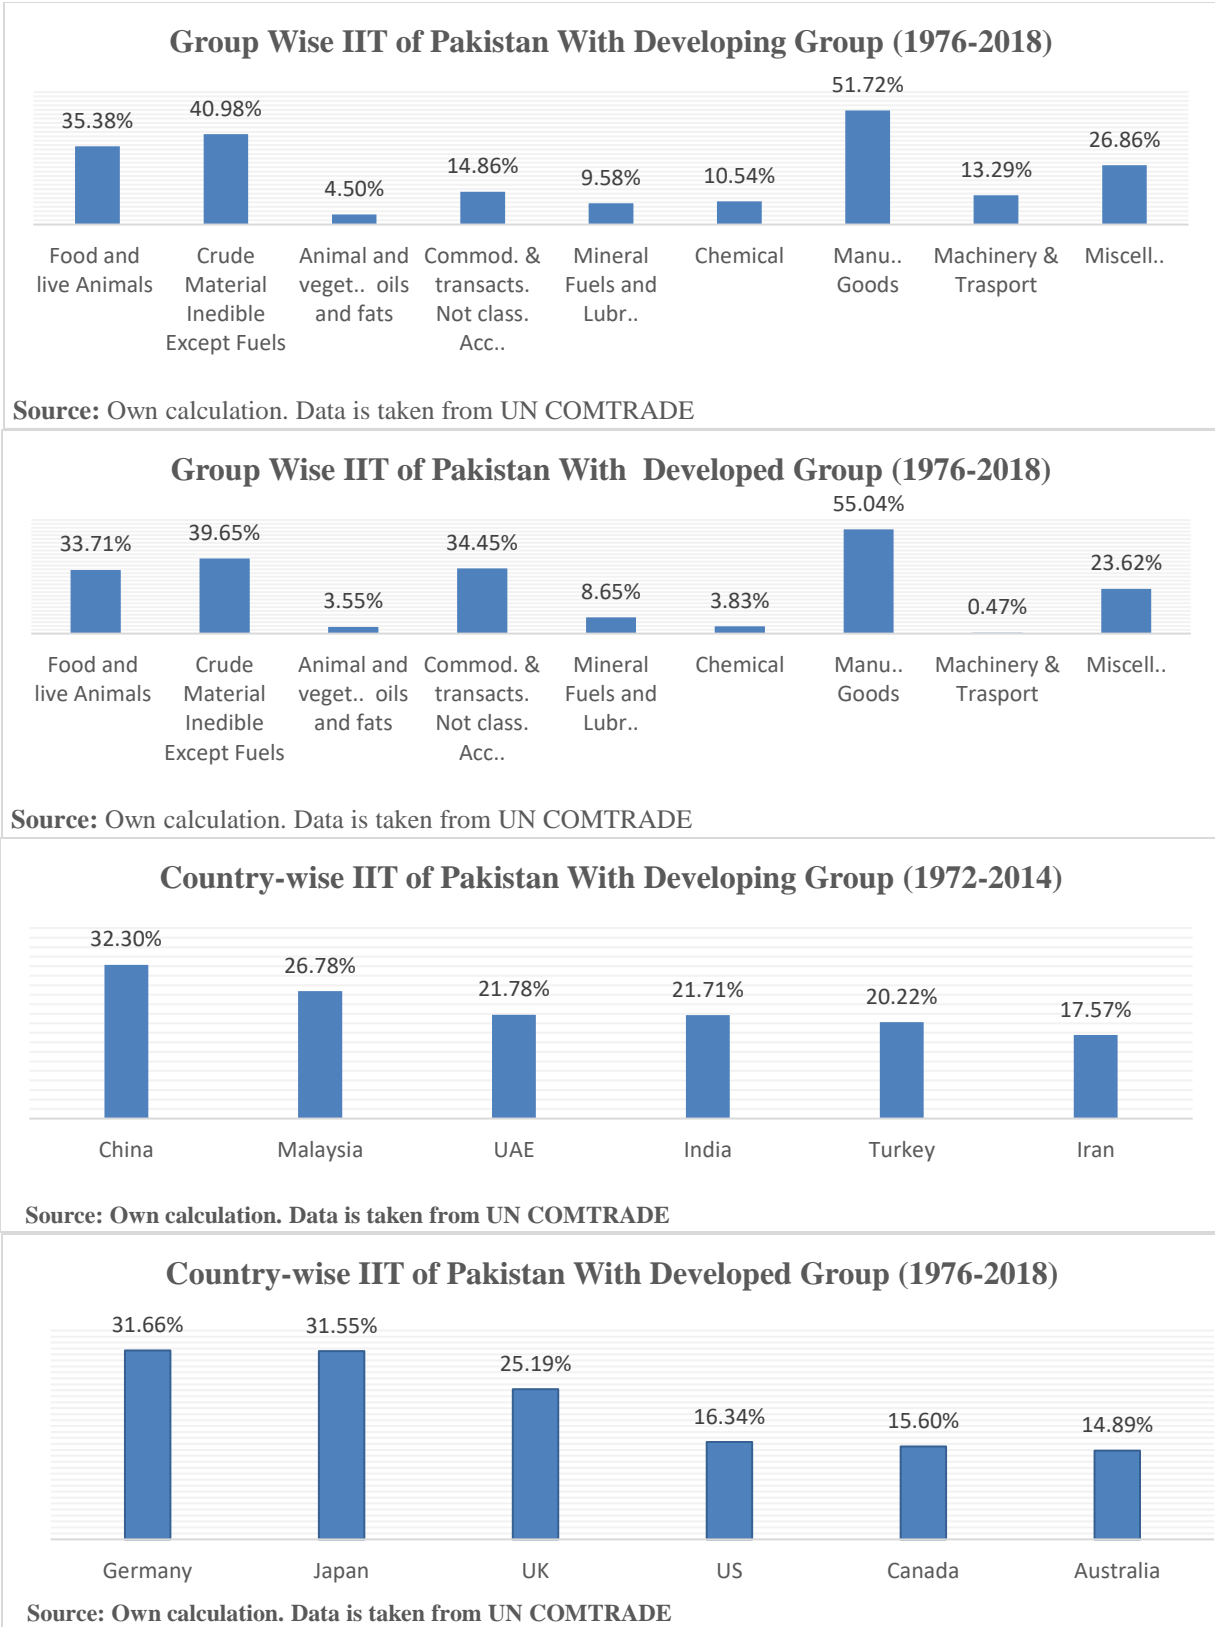 Group Wise IIT of Pakistan With Developing Group (1976-2018)
35.38%
40.98%
4.50%
14.86%
9.58%
10.54%
51.72%
13.29%
26.86%
Food and
live Animals
Crude
Material
Inedible
Except Fuels
Animal and
veget.. oils
and fats
Commod. &
transacts.
Not class.
Acc..
Mineral
Fuels and
Lubr..
Chemical
Manu..
Goods
Machinery &
Trasport
Miscell..
Source: Own calculation. Data is taken from UN COMTRADE
Group Wise IIT of Pakistan With Developed Group (1976-2018)
33.71%
39.65%
3.55%
34.45%
8.65%
3.83%
55.04%
0.47%
23.62%
Food and
live Animals
Crude
Material
Inedible
Except Fuels
Animal and
veget.. oils
and fats
Commod. &
transacts.
Not class.
Acc..
Mineral
Fuels and
Lubr..
Chemical
Manu..
Goods
Machinery &
Trasport
Miscell..
Source: Own calculation. Data is taken from UN COMTRADE
Country-wise IIT of Pakistan With Developing Group (1972-2014)
32.30%
26.78%
21.78%
21.71%
20.22%
17.57%
China
Malaysia
UAE
India
Turkey
Iran
Source: Own calculation. Data is taken from UN COMTRADE
Country-wise IIT of Pakistan With Developed Group (1976-2018)
31.66%
31.55%
25.19%
16.34%
15.60%
14.89%
Germany
Japan
UK
US
Canada
Australia
Source: Own calculation. Data is taken from UN COMTRADE